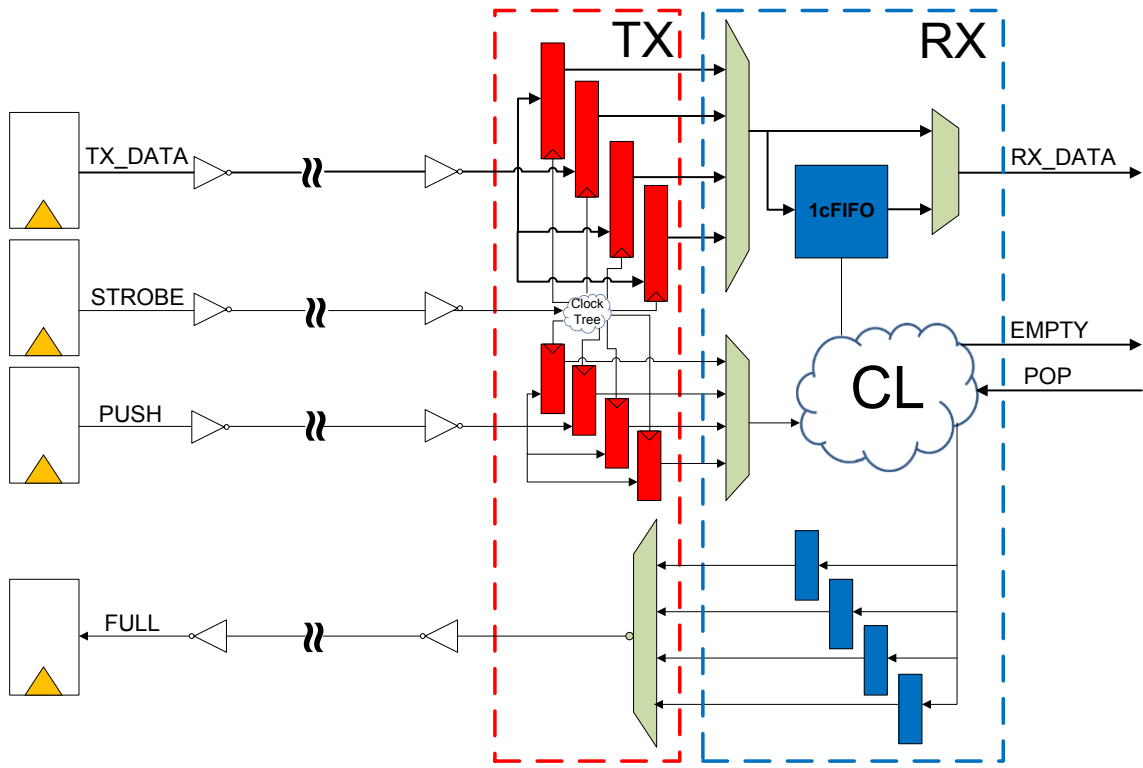 TX
RX
TX_DATA
RX_DATA
1cFIFO
STROBE
Clock
Tree
EMPTY
CL
POP
PUSH
FULL